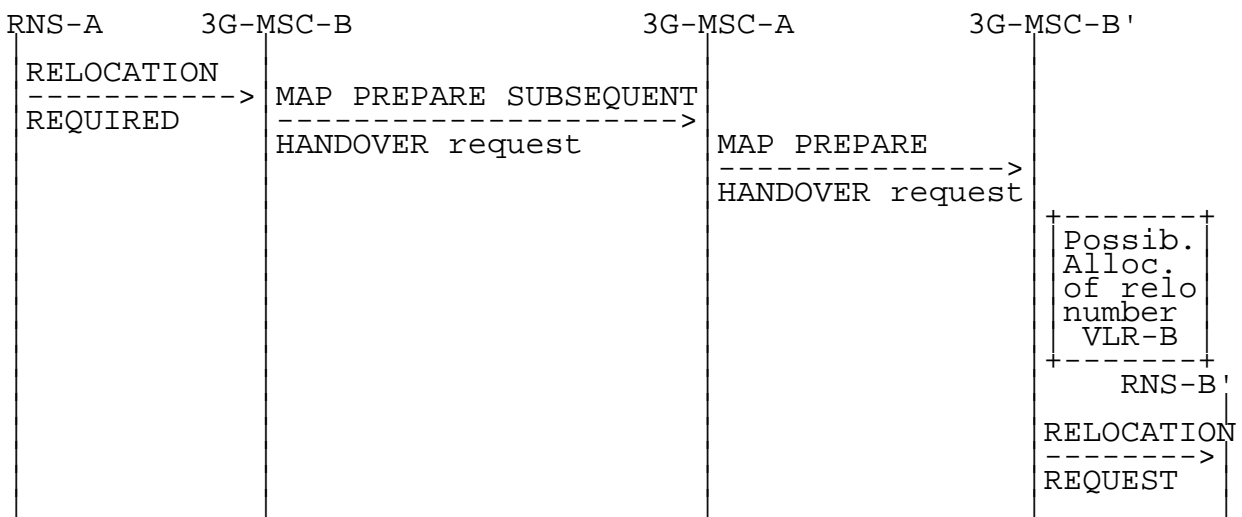 RNS-A 3G-MSC-B 3G-MSC-A 3G-MSC-B'
RELOCATION
REQUIRED
MAP PREPARE SUBSEQUENT
HANDOVER request
MAP PREPARE
HANDOVER request
Possib.
Alloc.
of relo
number
VLR-B
RNS-B'
RELOCATION
REQUEST